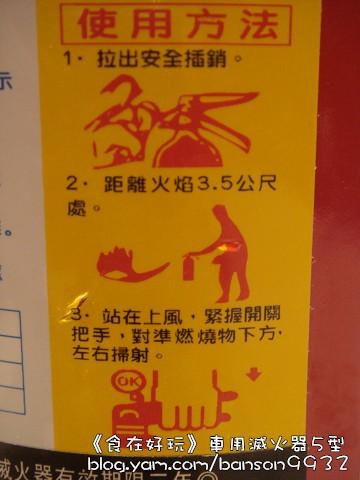 使用方法
1．拉出安全插銷。
2．距離火焰3.5公尺
處。
3．站在上風，緊握開關
把手，對準燃燒物下方，
左右掃射。
OK
示
。
《食在好玩》車用滅火器5型
blog.yam.com/banson9932
滅火器有效期限三年◎